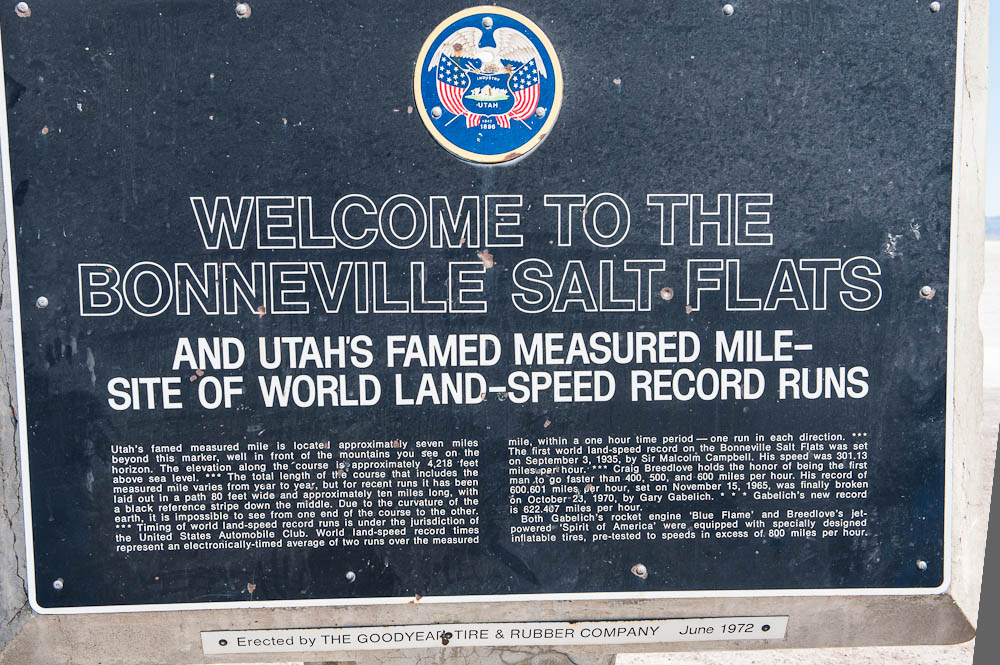 INDUSTRY
UTAH
1847
1896
WELCOME TO THE
BONNEVILLE SALT FLATS
AND UTAH'S FAMED MEASURED MILE–
SITE OF WORLD LAND–SPEED RECORD RUNS
Utah's famed measured mile is located approximately seven miles
beyond this marker, well in front of the mountains you see on the
horizon. The elevation along the course is approximately 4,218 feet
above sea level. *** The total length of the course that includes the
measured mile varies from year to year, but for recent runs it has been
laid out in a path 80 feet wide and approximately ten miles long, with
a black reference stripe down the middle. Due to the curvature of the
earth, it is impossible to see from one end of the course to the other.
*** Timing of world land-speed record runs is under the jurisdiction of
the United States Automobile Club. World land-speed record times
represent an electronically-timed average of two runs over the measured
mile, within a one hour time period — one run in each direction. ***
The first world land-speed record on the Bonneville Salt Flats was set
on September 3, 1935, by Sir Malcolm Campbell. His speed was 301.13
miles per hour. *** Craig Breedlove holds the honor of being the first
man to go faster than 400, 500, and 600 miles per hour. His record of
600.601 miles per hour, set on November 15, 1965, was finally broken
on October 23, 1970, by Gary Gabelich. * * * Gabelich's new record
is 622.407 miles per hour.
Both Gabelich's rocket engine 'Blue Flame' and Breedlove's jet-
powered 'Spirit of America' were equipped with specially designed
inflatable tires, pre-tested to speeds in excess of 800 miles per hour.
Erected by THE GOODYEAR TIRE & RUBBER COMPANY June 1972